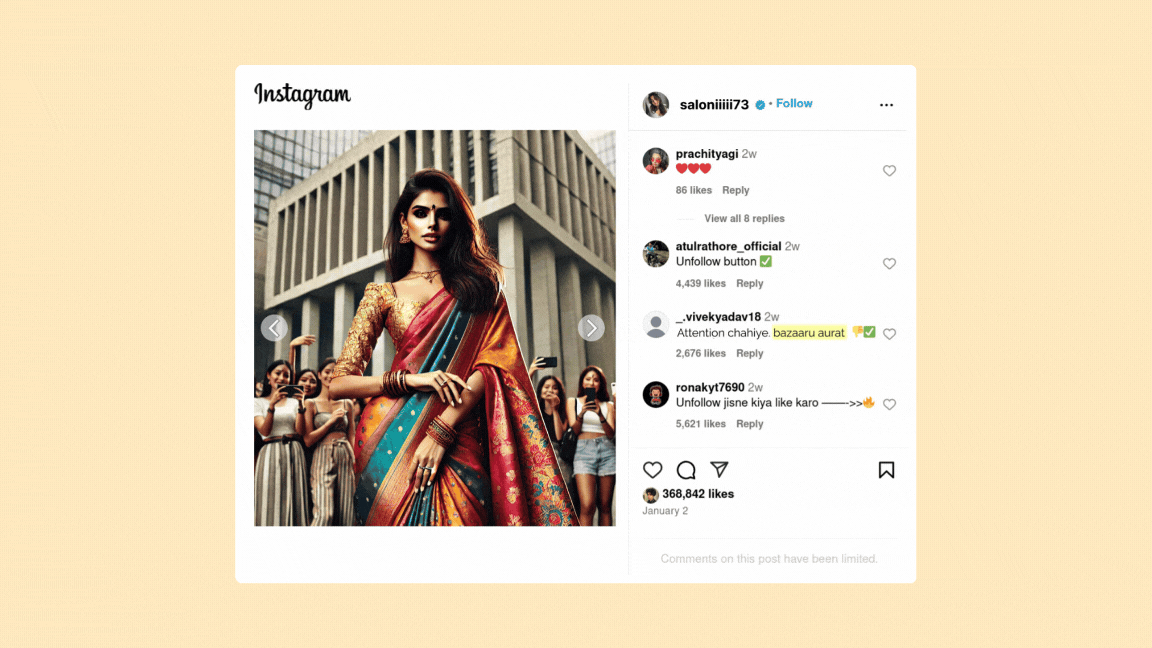 Instagram
saloniiiii73 • Follow
prachityagi 2w
❤️❤️❤️
86 likes Reply
View all 8 replies
atulrathore_official 2w
Unfollow button ✅
4,439 likes Reply
_.vivekyadav18 2w
Attention chahiye. bazaaru aurat 👎✅
2,676 likes Reply
ronakyt7690 2w
Unfollow jisne kiya like karo ——->>🔥
5,621 likes Reply
368,842 likes
January 2
Comments on this post have been limited.